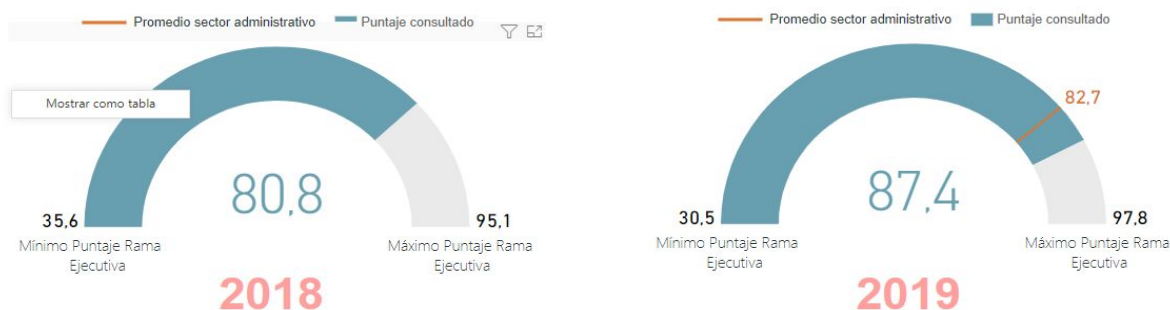 Promedio sector administrativo Puntaje consultado
Mostrar como tabla
80,8
35,6
95,1
Mínimo Puntaje Rama
Ejecutiva
Máximo Puntaje Rama
Ejecutiva
2018
Promedio sector administrativo Puntaje consultado
82,7
87,4
30,5
97,8
Mínimo Puntaje Rama
Ejecutiva
Máximo Puntaje Rama
Ejecutiva
2019